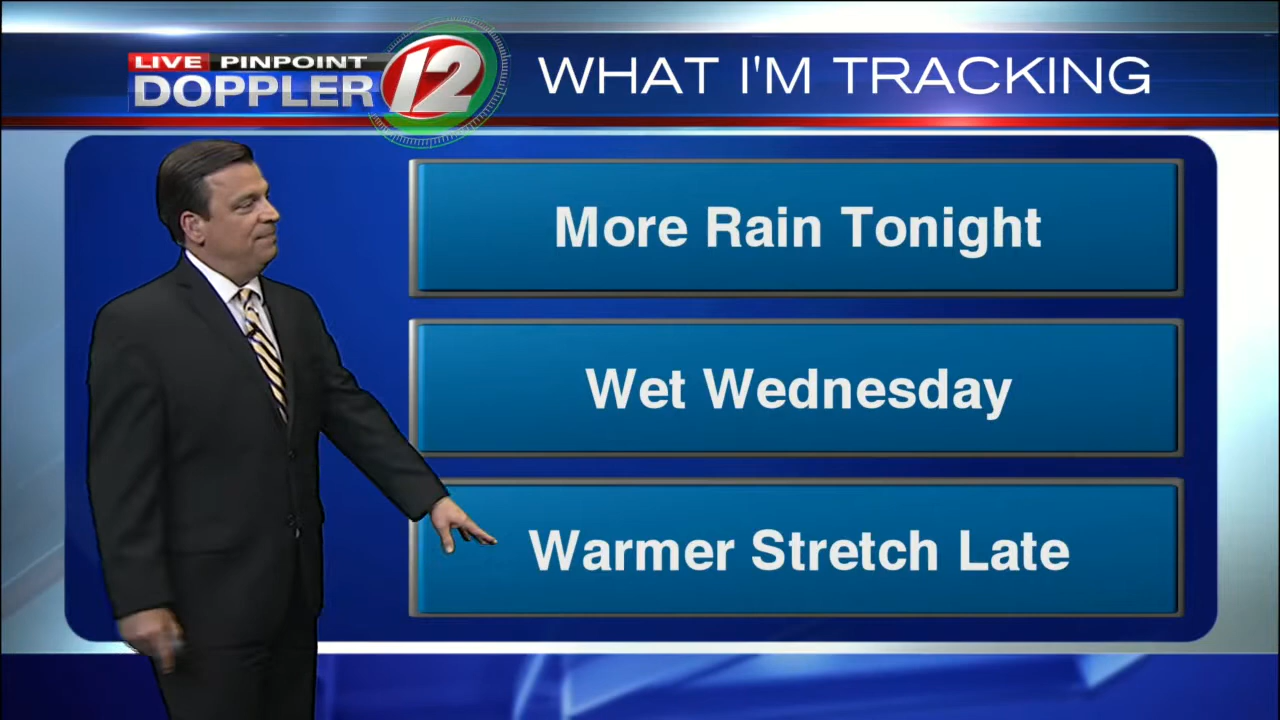 LIVE PINPOINT
DOPPLER 12
WHAT I'M TRACKING
More Rain Tonight
Wet Wednesday
Warmer Stretch Late